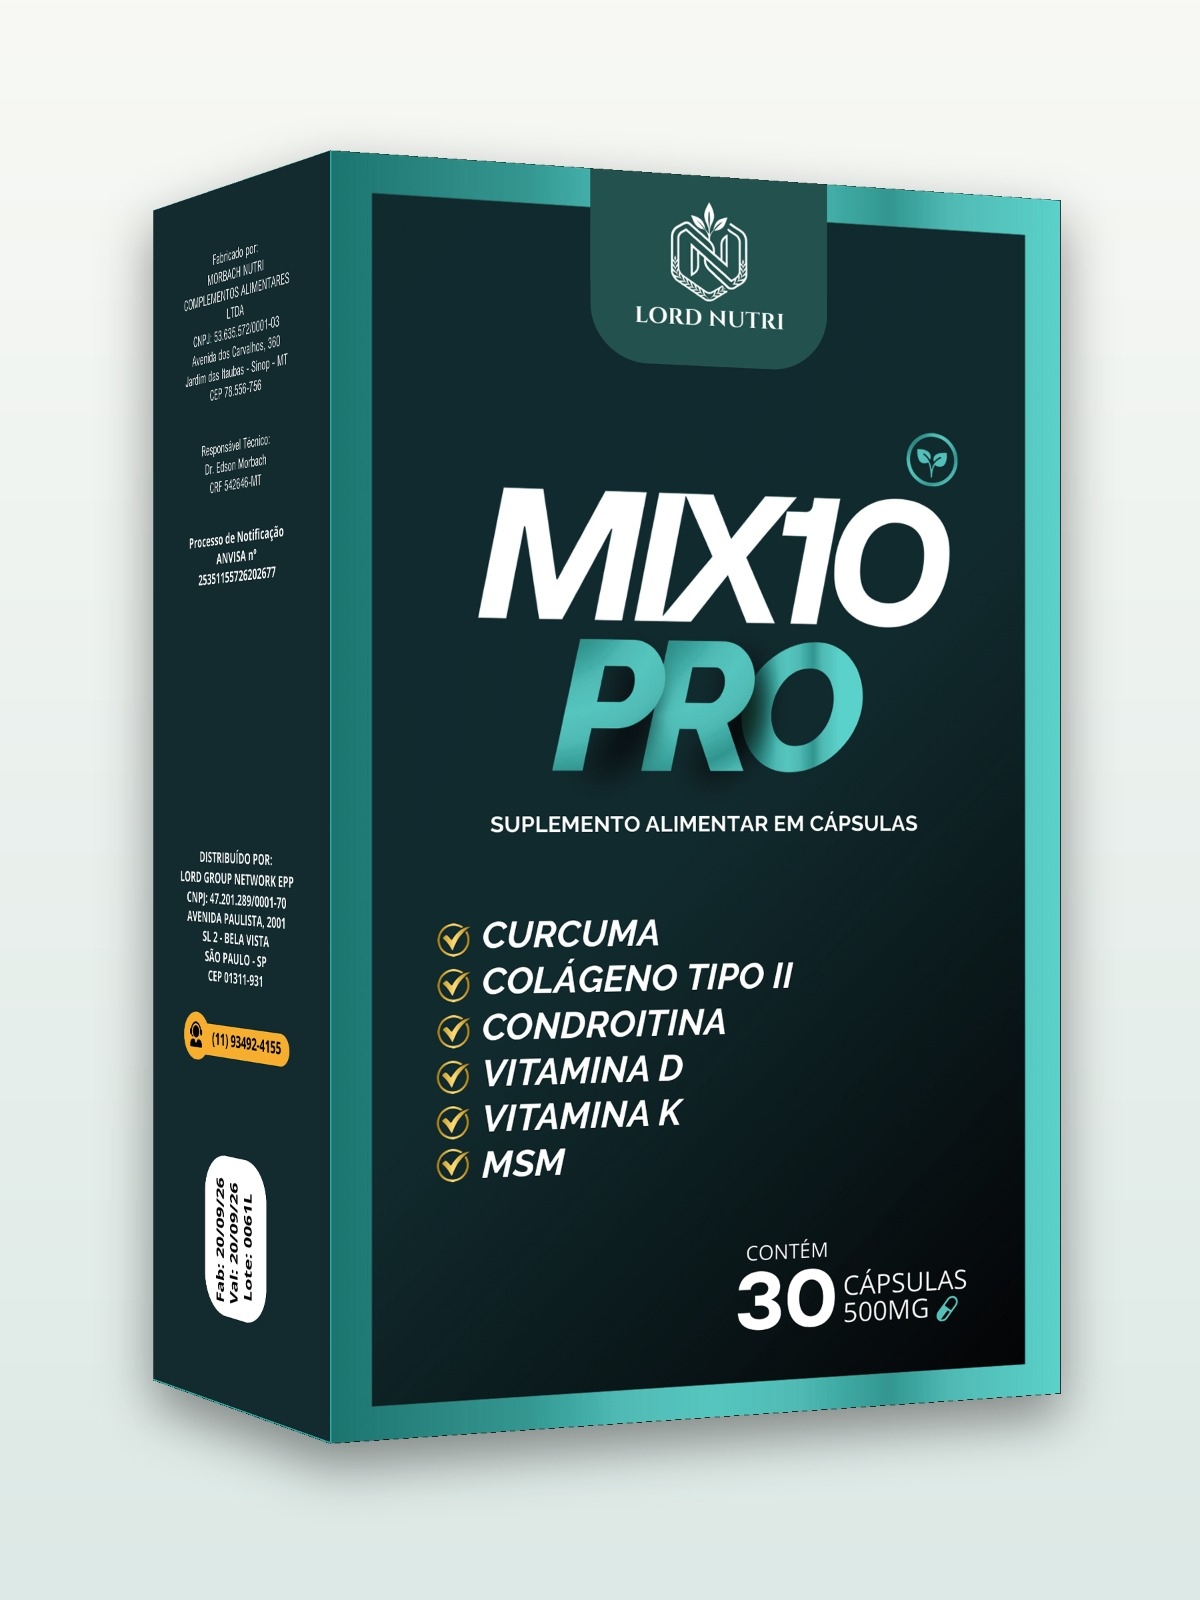 Fabricado por:
MORBACH NUTRI
COMPLEMENTOS ALIMENTARES
LTDA
CNPJ: 53.635.572/0001-03
Avenida dos Carvalhos, 360
Jardim das Itaubas - Sinop - MT
CEP 78.556-756
Responsável Técnico:
Dr. Edson Morbach
CRF 542646-MT
Processo de Notificação
ANVISA nº
25351155726202677
DISTRIBUÍDO POR:
LORD GROUP NETWORK EPP
CNPJ: 47.201.289/0001-70
AVENIDA PAULISTA, 2001
SL 2 - BELA VISTA
SÃO PAULO - SP
CEP 01311-931
(11) 93492-4155
Fab: 20/09/26
Val: 20/09/26
Lote: 0061L
LORD NUTRI
MIX10
PRO
SUPLEMENTO ALIMENTAR EM CÁPSULAS
CURCUMA
COLÁGENO TIPO II
CONDROITINA
VITAMINA D
VITAMINA K
MSM
CONTÉM
30 CÁPSULAS
500MG